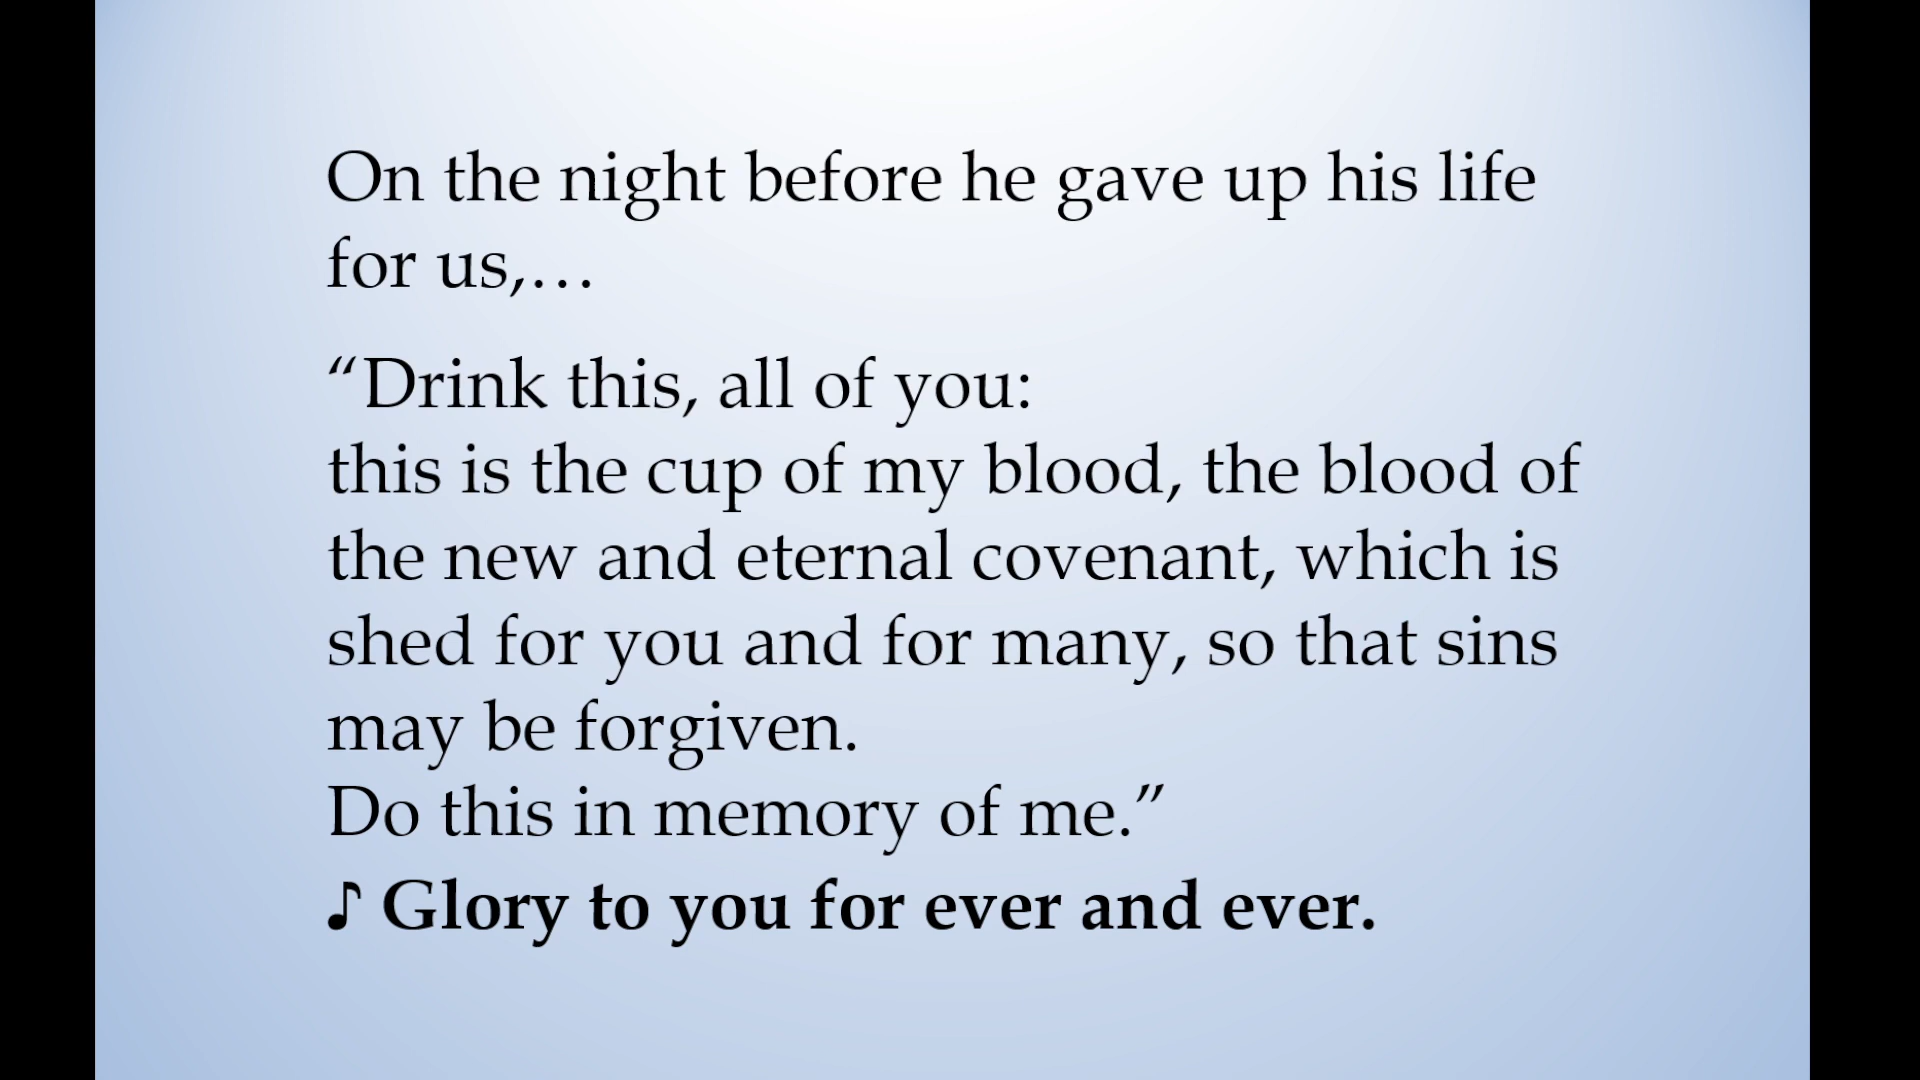 On the night before he gave up his life
for us,…
“Drink this, all of you:
this is the cup of my blood, the blood of
the new and eternal covenant, which is
shed for you and for many, so that sins
may be forgiven.
Do this in memory of me.”
♪ Glory to you for ever and ever.